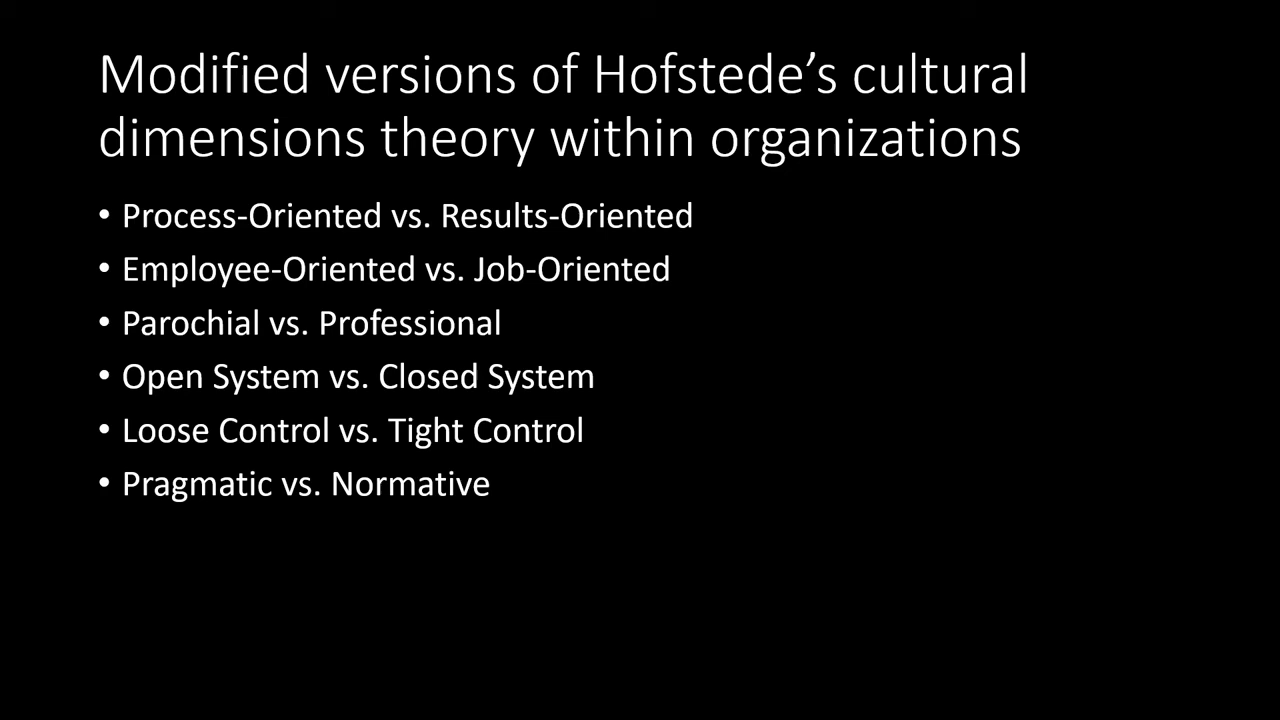 Modified versions of Hofstede’s cultural
dimensions theory within organizations
• Process-Oriented vs. Results-Oriented
• Employee-Oriented vs. Job-Oriented
• Parochial vs. Professional
• Open System vs. Closed System
• Loose Control vs. Tight Control
• Pragmatic vs. Normative